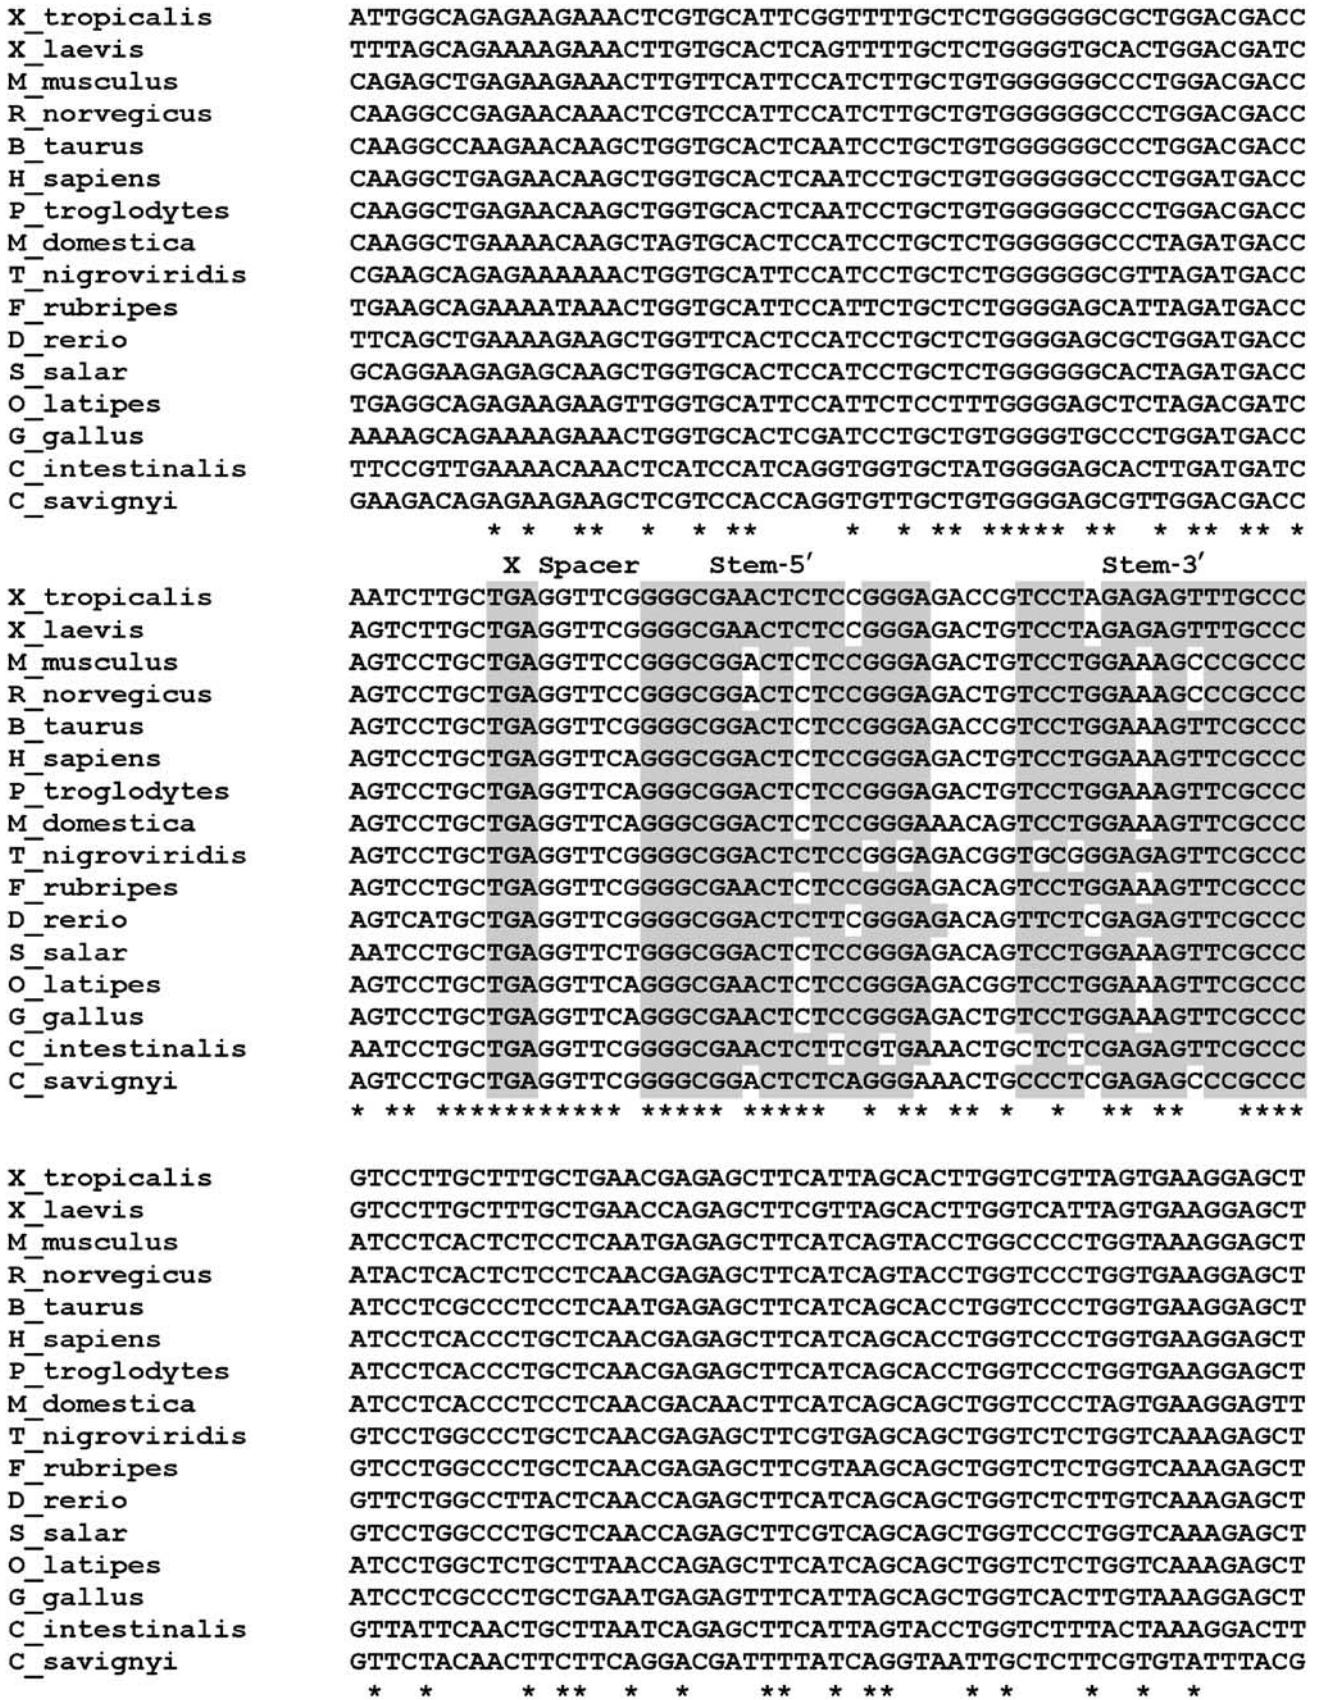 X_tropicalis ATTGGCAGAGAAGAAACTCGTGCATTCGGTTTTGCTCTGGGGGGCGCTGGACGACC
X_laevis TTTAGCAGAAAAGAAACTTGTGCACTCAGTTTTGCTCTGGGGTGCACTGGACGATC
M_musculus CAGAGCTGAGAAGAAACTTGTTCATTCCATCTTGCTGTGGGGGGCCCTGGACGACC
R_norvegicus CAAGGCCGAGAACAAACTCGTCCATTCCATCTTGCTGTGGGGGGCCCTGGACGACC
B_taurus CAAGGCCAAGAACAAGCTGGTGCACTCAATCCTGCTGTGGGGGGCCCTGGACGACC
H_sapiens CAAGGCTGAGAACAAGCTGGTGCACTCAATCCTGCTGTGGGGGGCCCTGGATGACC
P_troglodytes CAAGGCTGAGAACAAGCTGGTGCACTCAATCCTGCTGTGGGGGGCCCTGGACGACC
M_domestica CAAGGCTGAAAACAAGCTAGTGCACTCCATCCTGCTCTGGGGGGCCCTAGATGACC
T_nigroviridis CGAAGCAGAGAAAAAACTGGTGCATTCCATCCTGCTCTGGGGGGCGTTAGATGACC
F_rubripes TGAAGCAGAAAATAAACTGGTGCATTCCATTCTGCTCTGGGGAGCATTAGATGACC
D_rerio TTCAGCTGAAAAGAAGCTGGTTCACTCCATCCTGCTCTGGGGAGCGCTGGATGACC
S_salar GCAGGAAGAGAGCAAGCTGGTGCACTCCATCCTGCTCTGGGGGGCACTAGATGACC
O_latipes TGAGGCAGAGAAGAAGTTGGTGCATTCCATTCTCCTTTGGGGAGCTCTAGACGATC
G_gallus AAAAGCAGAAAAGAAACTGGTGCACTCGATCCTGCTGTGGGGTGCCCTGGATGACC
C_intestinalis TTCCGTTGAAAACAAACTCATCCATCAGGTGGTGCTATGGGGAGCACTTGATGATC
C_savignyi GAAGACAGAGAAGAAGCTCGTCCACCAGGTGTTGCTGTGGGGAGCGTTGGACGACC
* * ** * * ** * * ** ***** ** * ** ** *
X Spacer Stem-5′ Stem-3′
X_tropicalis AATCTTGCTGAGGTTCGGGGCGAACTCTCCGGGAGACCGTCCTAGAGAGTTTGCCC
X_laevis AGTCTTGCTGAGGTTCGGGGCGAACTCTCCGGGAGACTGTCCTAGAGAGTTTGCCC
M_musculus AGTCCTGCTGAGGTTCCGGGCGGACTCTCCGGGAGACTGTCCTGGAAAGCCCGCCC
R_norvegicus AGTCCTGCTGAGGTTCCGGGCGGACTCTCCGGGAGACTGTCCTGGAAAGCCCGCCC
B_taurus AGTCCTGCTGAGGTTCGGGGCGGACTCTCCGGGAGACCGTCCTGGAAAGTTCGCCC
H_sapiens AGTCCTGCTGAGGTTCAGGGCGGACTCTCCGGGAGACTGTCCTGGAAAGTTCGCCC
P_troglodytes AGTCCTGCTGAGGTTCAGGGCGGACTCTCCGGGAGACTGTCCTGGAAAGTTCGCCC
M_domestica AGTCCTGCTGAGGTTCAGGGCGGACTCTCCGGGAAACAGTCCTGGAAAGTTCGCCC
T_nigroviridis AGTCCTGCTGAGGTTCGGGGCGGACTCTCCGGGAGACGGTGCGGGAGAGTTCGCCC
F_rubripes AGTCCTGCTGAGGTTCGGGGCGAACTCTCCGGGAGACAGTCCTGGAAAGTTCGCCC
D_rerio AGTCATGCTGAGGTTCGGGGCGGACTCTTCGGGAGACAGTTCTCGAGAGTTCGCCC
S_salar AATCCTGCTGAGGTTCTGGGCGGACTCTCCGGGAGACAGTCCTGGAAAGTTCGCCC
O_latipes AGTCCTGCTGAGGTTCAGGGCGAACTCTCCGGGAGACGGTCCTGGAAAGTTCGCCC
G_gallus AGTCCTGCTGAGGTTCAGGGCGAACTCTCCGGGAGACTGTCCTGGAAAGTTCGCCC
C_intestinalis AATCCTGCTGAGGTTCGGGGCGAACTCTTCGTGAAACTGCTCTCGAGAGTTCGCCC
C_savignyi AGTCCTGCTGAGGTTCGGGGCGGACTCTCAGGGAAACTGCCCTCGAGAGCCCGCCC
* ** *********** ***** ***** * ** ** * * ** ** ****
X_tropicalis GTCCTTGCTTTGCTGAACGAGAGCTTCATTAGCACTTGGTCGTTAGTGAAGGAGCT
X_laevis GTCCTTGCTTTGCTGAACCAGAGCTTCGTTAGCACTTGGTCATTAGTGAAGGAGCT
M_musculus ATCCTCACTCTCCTCAATGAGAGCTTCATCAGTACCTGGCCCCTGGTAAAGGAGCT
R_norvegicus ATACTCACTCTCCTCAACGAGAGCTTCATCAGTACCTGGTCCCTGGTGAAGGAGCT
B_taurus ATCCTCGCCCTCCTCAATGAGAGCTTCATCAGCACCTGGTCCCTGGTGAAGGAGCT
H_sapiens ATCCTCACCCTGCTCAACGAGAGCTTCATCAGCACCTGGTCCCTGGTGAAGGAGCT
P_troglodytes ATCCTCACCCTGCTCAACGAGAGCTTCATCAGCACCTGGTCCCTGGTGAAGGAGCT
M_domestica ATCCTCACCCTCCTCAACGACAACTTCATCAGCAGCTGGTCCCTAGTGAAGGAGTT
T_nigroviridis GTCCTGGCCCTGCTCAACGAGAGCTTCGTGAGCAGCTGGTCTCTGGTCAAAGAGCT
F_rubripes GTCCTGGCCCTGCTCAACGAGAGCTTCGTAAGCAGCTGGTCTCTGGTCAAAGAGCT
D_rerio GTTCTGGCCTTACTCAACCAGAGCTTCATCAGCAGCTGGTCTCTTGTCAAAGAGCT
S_salar GTCCTGGCCCTGCTCAACCAGAGCTTCGTCAGCAGCTGGTCCCTGGTCAAAGAGCT
O_latipes ATCCTGGCTCTGCTTAACCAGAGCTTCATCAGCAGCTGGTCTCTGGTCAAAGAGCT
G_gallus ATCCTCGCCCTGCTGAATGAGAGTTTCATTAGCAGCTGGTCACTTGTAAAGGAGCT
C_intestinalis GTTATTCAACTGCTTAATCAGAGCTTCATTAGTACCTGGTCTTTACTAAAGGACTT
C_savignyi GTTCTACAACTTCTTCAGGACGATTTTATCAGGTAATTGCTCTTCGTGTATTTACG
* * * ** * * ** * ** * * * * *